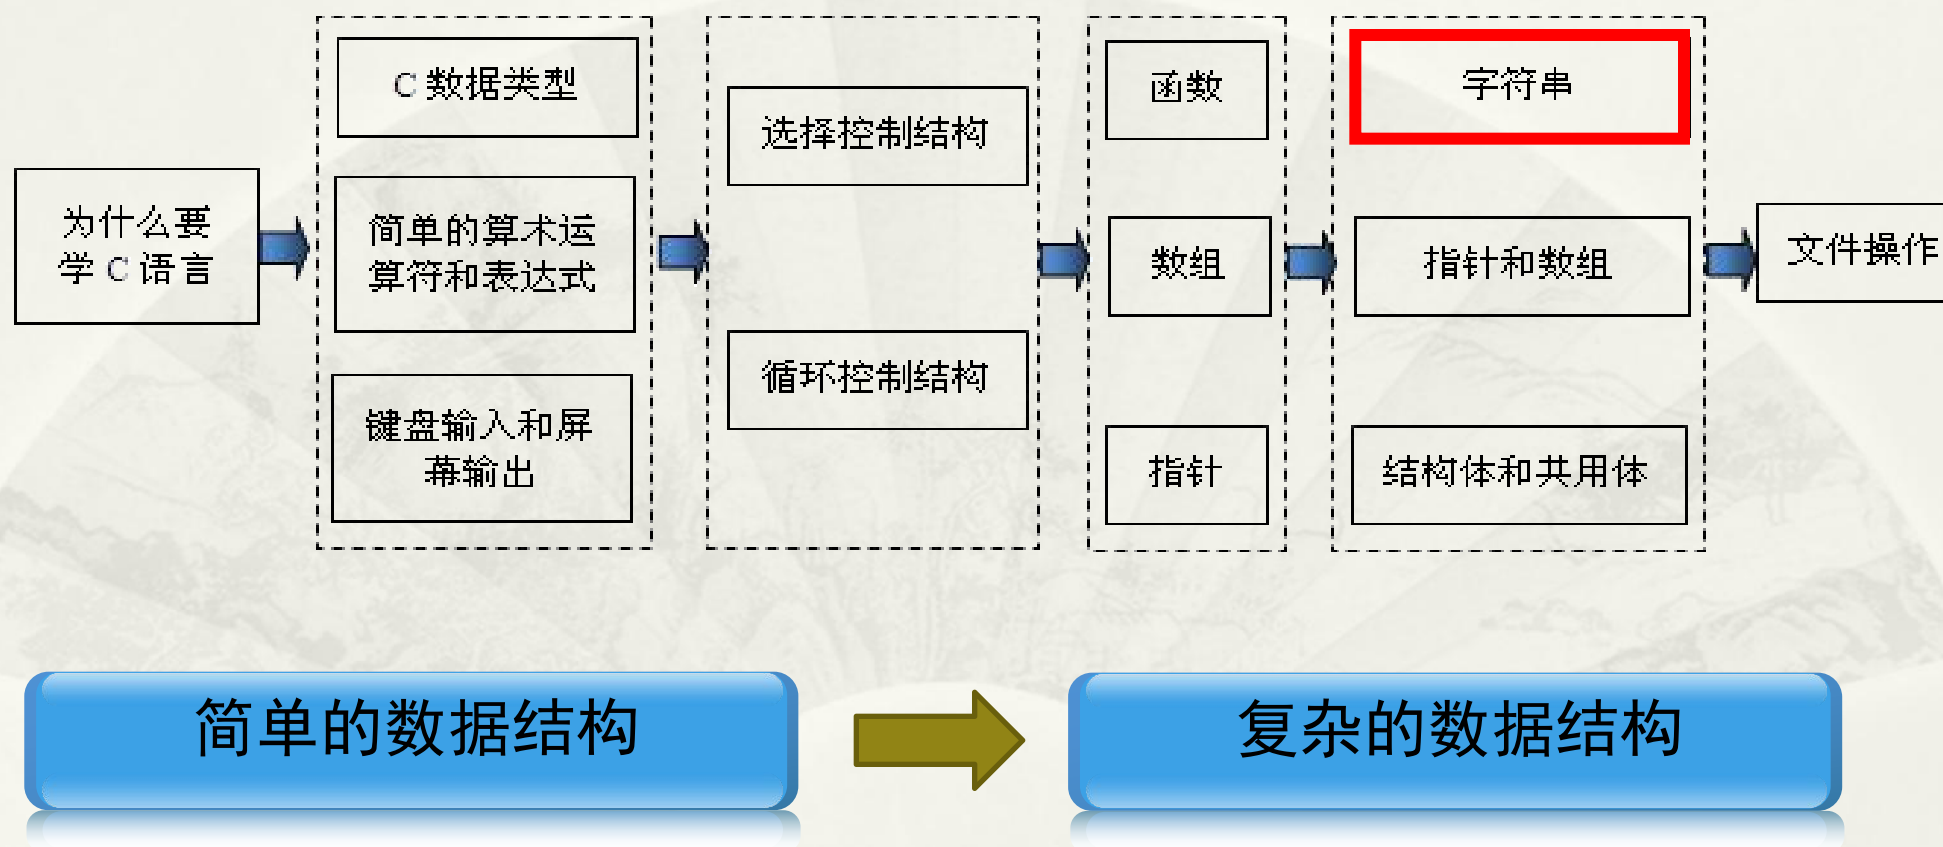 为什么要
学 C 语言
C 数据类型
简单的算术运
算符和表达式
键盘输入和屏
幕输出
选择控制结构
循环控制结构
函数
数组
指针
字符串
指针和数组
结构体和共用体
文件操作
简单的数据结构
复杂的数据结构